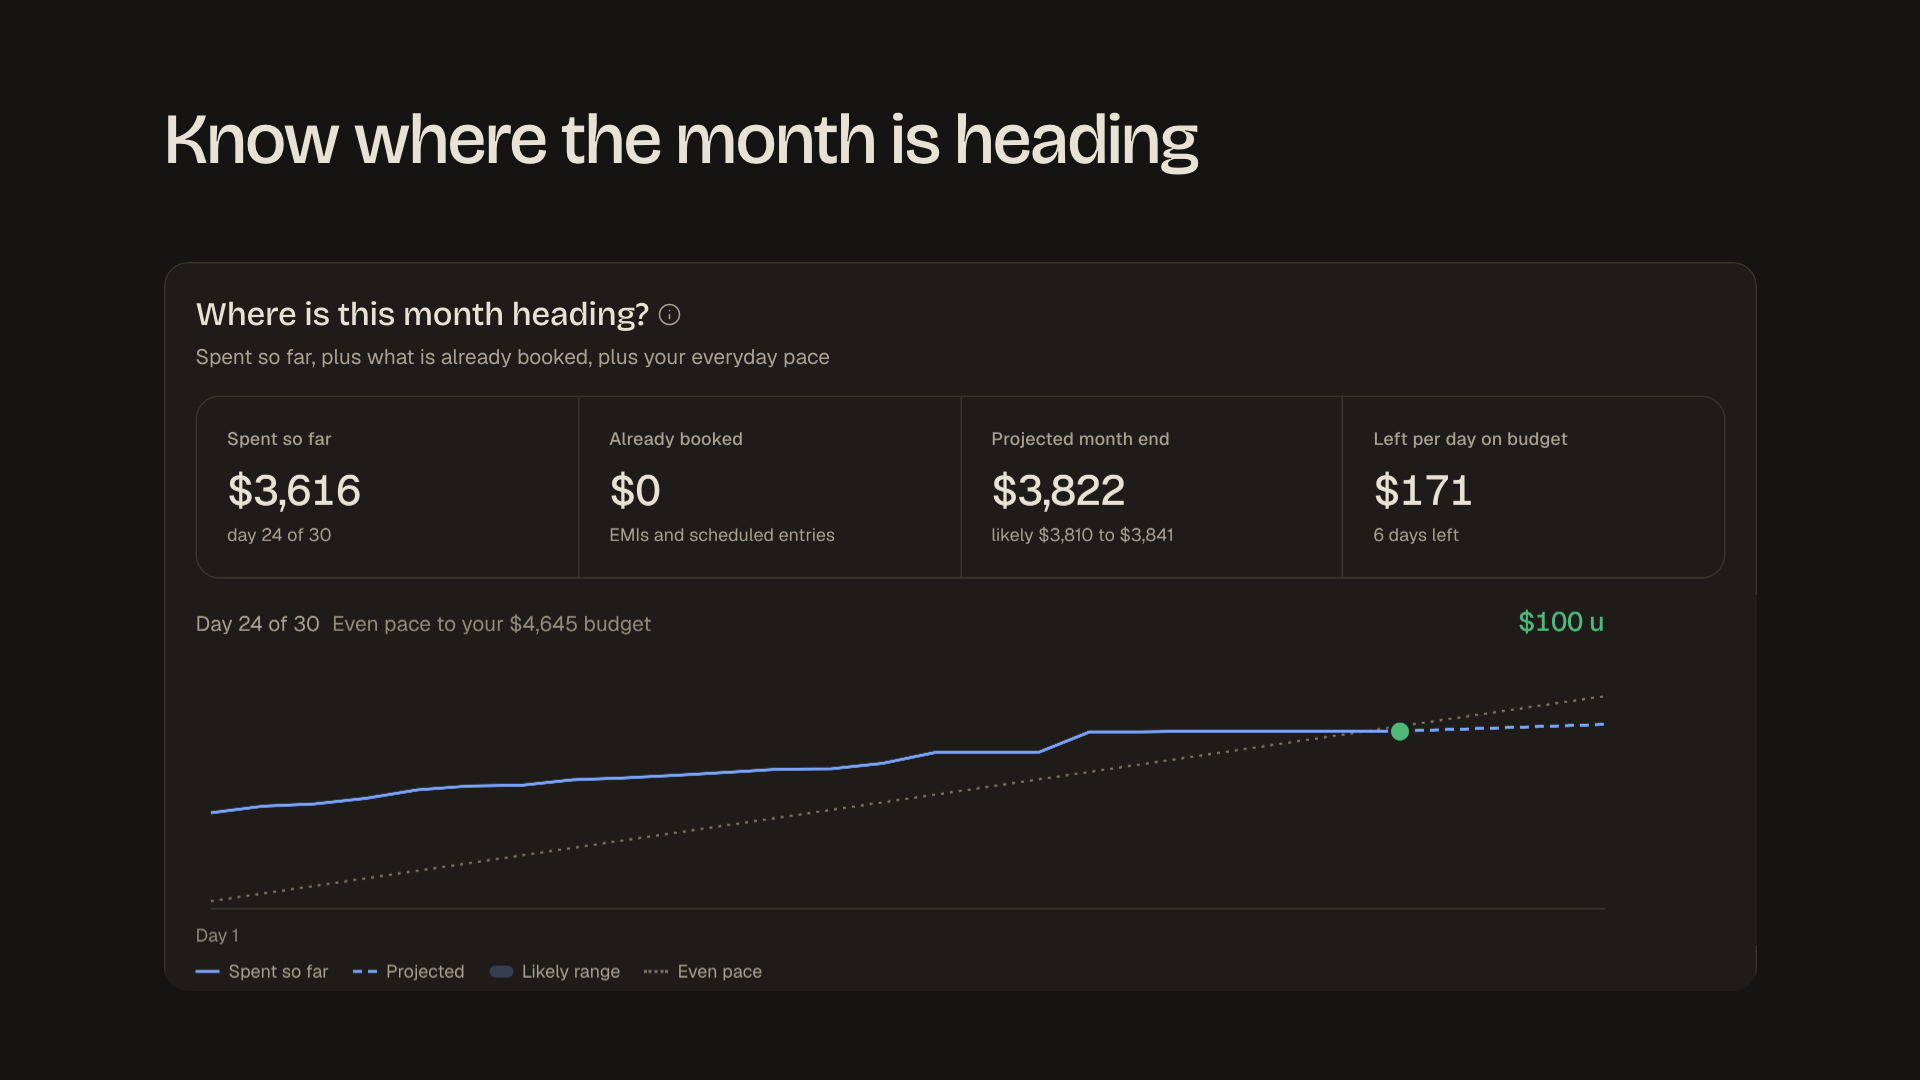 Know where the month is heading
Where is this month heading?
Spent so far, plus what is already booked, plus your everyday pace
Spent so far
$3,616
day 24 of 30
Already booked
$0
EMIs and scheduled entries
Projected month end
$3,822
likely $3,810 to $3,841
Left per day on budget
$171
6 days left
Day 24 of 30 Even pace to your $4,645 budget
$100 u
Day 1
Spent so far
Projected
Likely range
Even pace